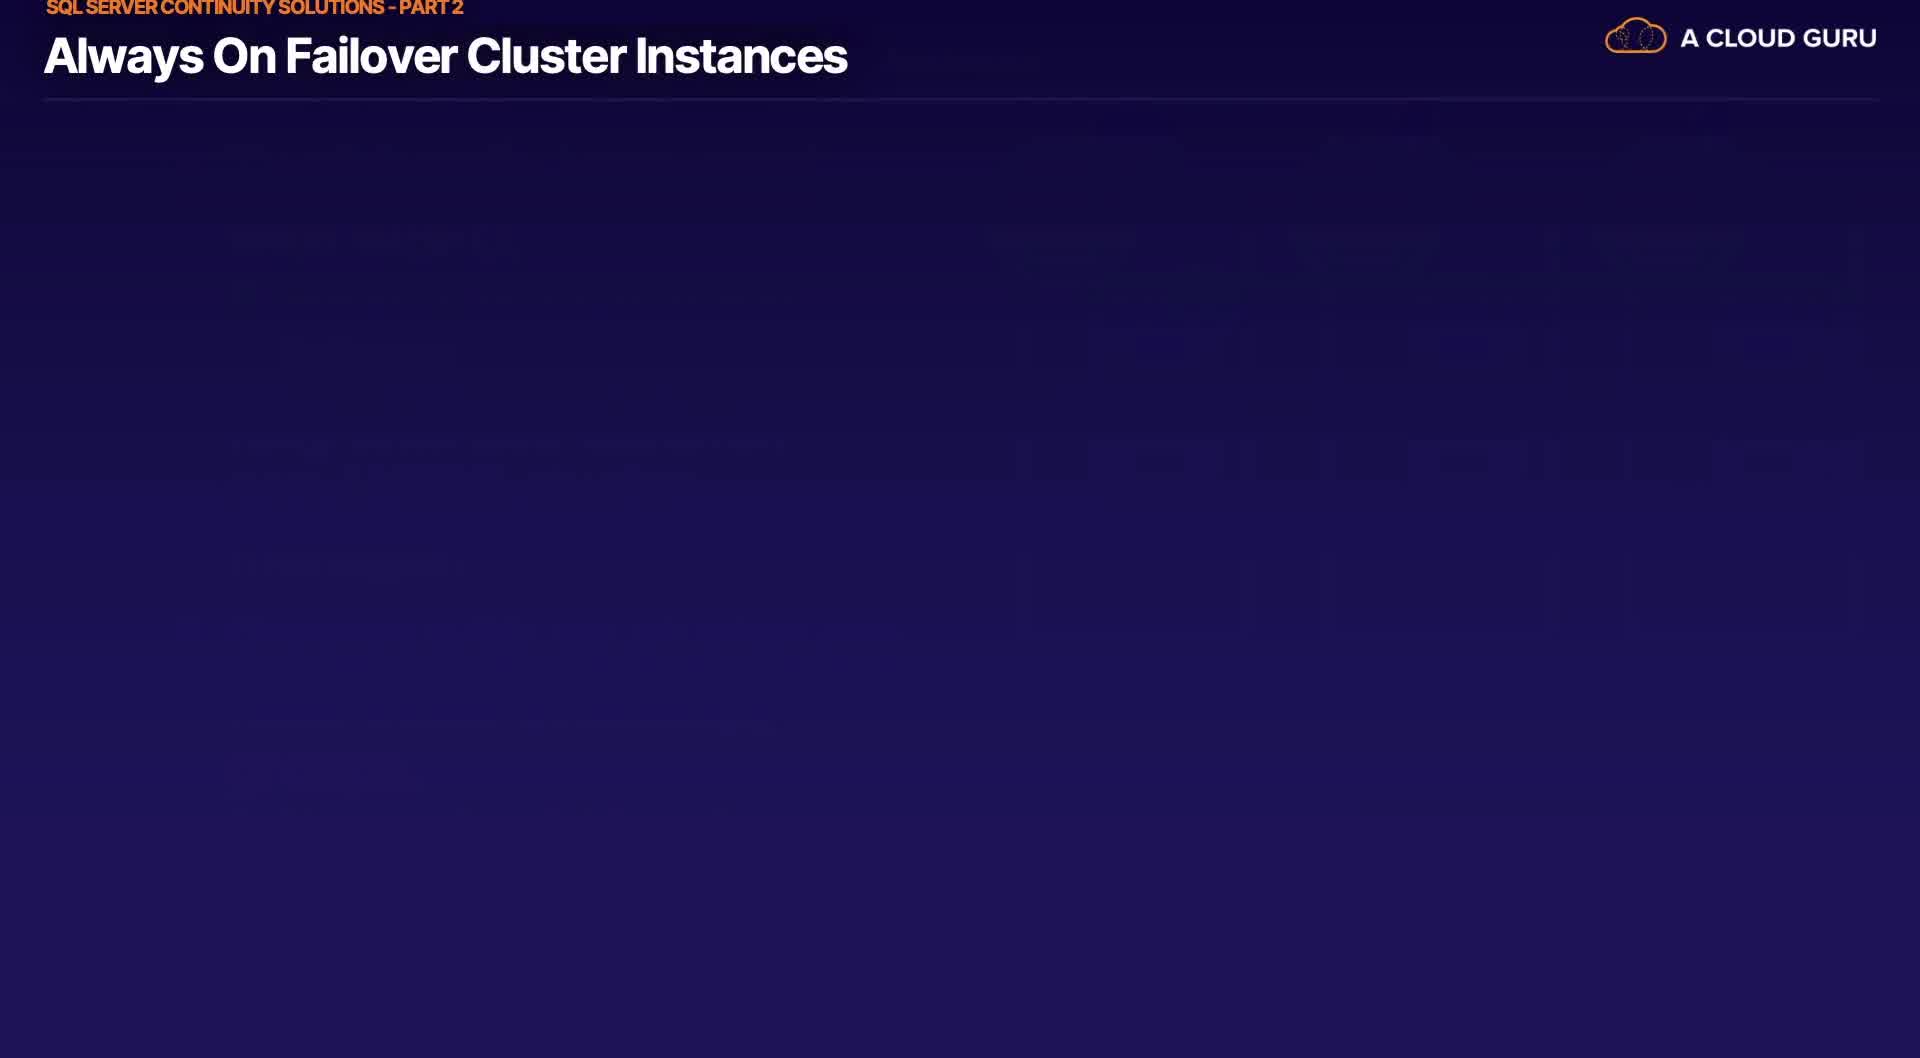 SQL SERVER CONTINUITY SOLUTIONS - PART 2
Always On Failover Cluster Instances
A CLOUD GURU